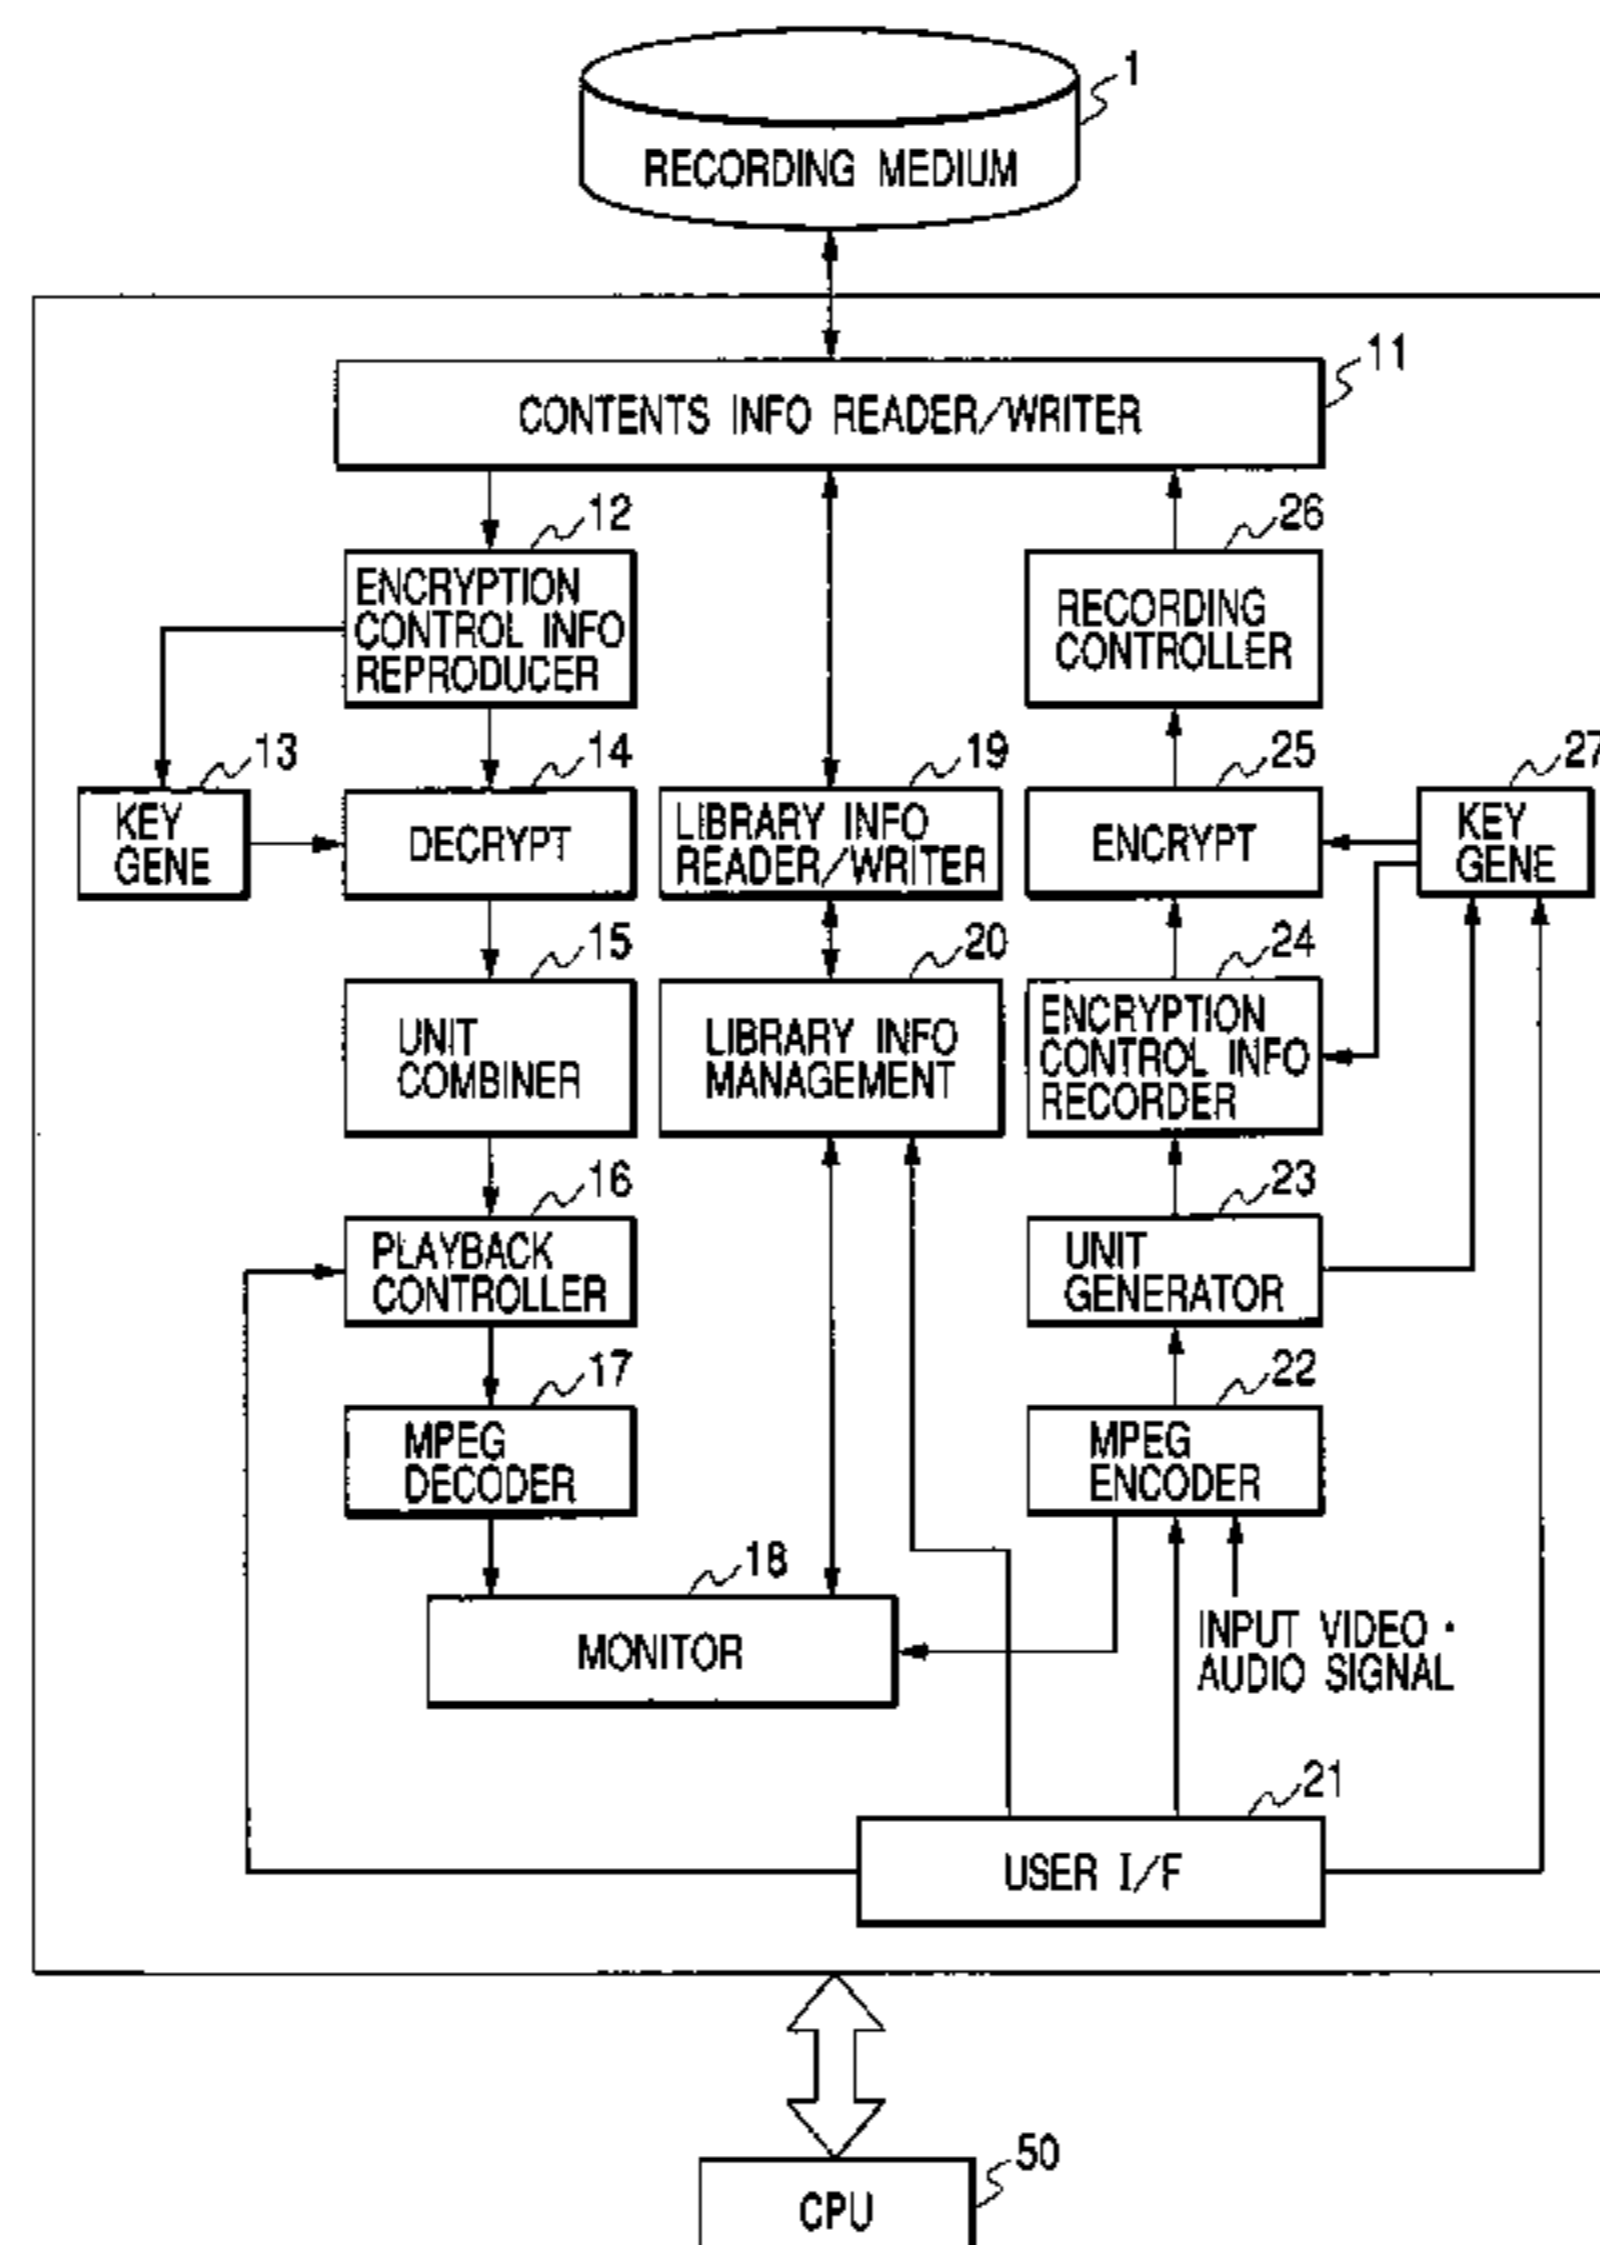 1
RECORDING MEDIUM
11
CONTENTS INFO READER/WRITER
12
ENCRYPTION
CONTROL INFO
REPRODUCER
26
RECORDING
CONTROLLER
13
KEY
GENE
14
DECRYPT
19
LIBRARY INFO
READER/WRITER
25
ENCRYPT
27
KEY
GENE
15
UNIT
COMBINER
20
LIBRARY INFO
MANAGEMENT
24
ENCRYPTION
CONTROL INFO
RECORDER
16
PLAYBACK
CONTROLLER
23
UNIT
GENERATOR
17
MPEG
DECODER
22
MPEG
ENCODER
18
MONITOR
INPUT VIDEO・
AUDIO SIGNAL
21
USER I/F
50
CPU